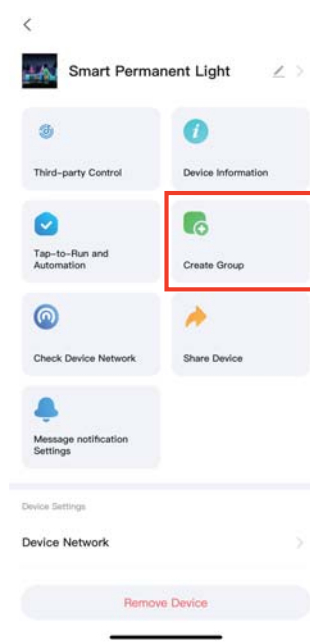 Smart Permanent Light
Third-party Control
Device Information
Tap-to-Run and
Automation
Create Group
Check Device Network
Share Device
Message notification
Settings
Device Settings
Device Network
Remove Device